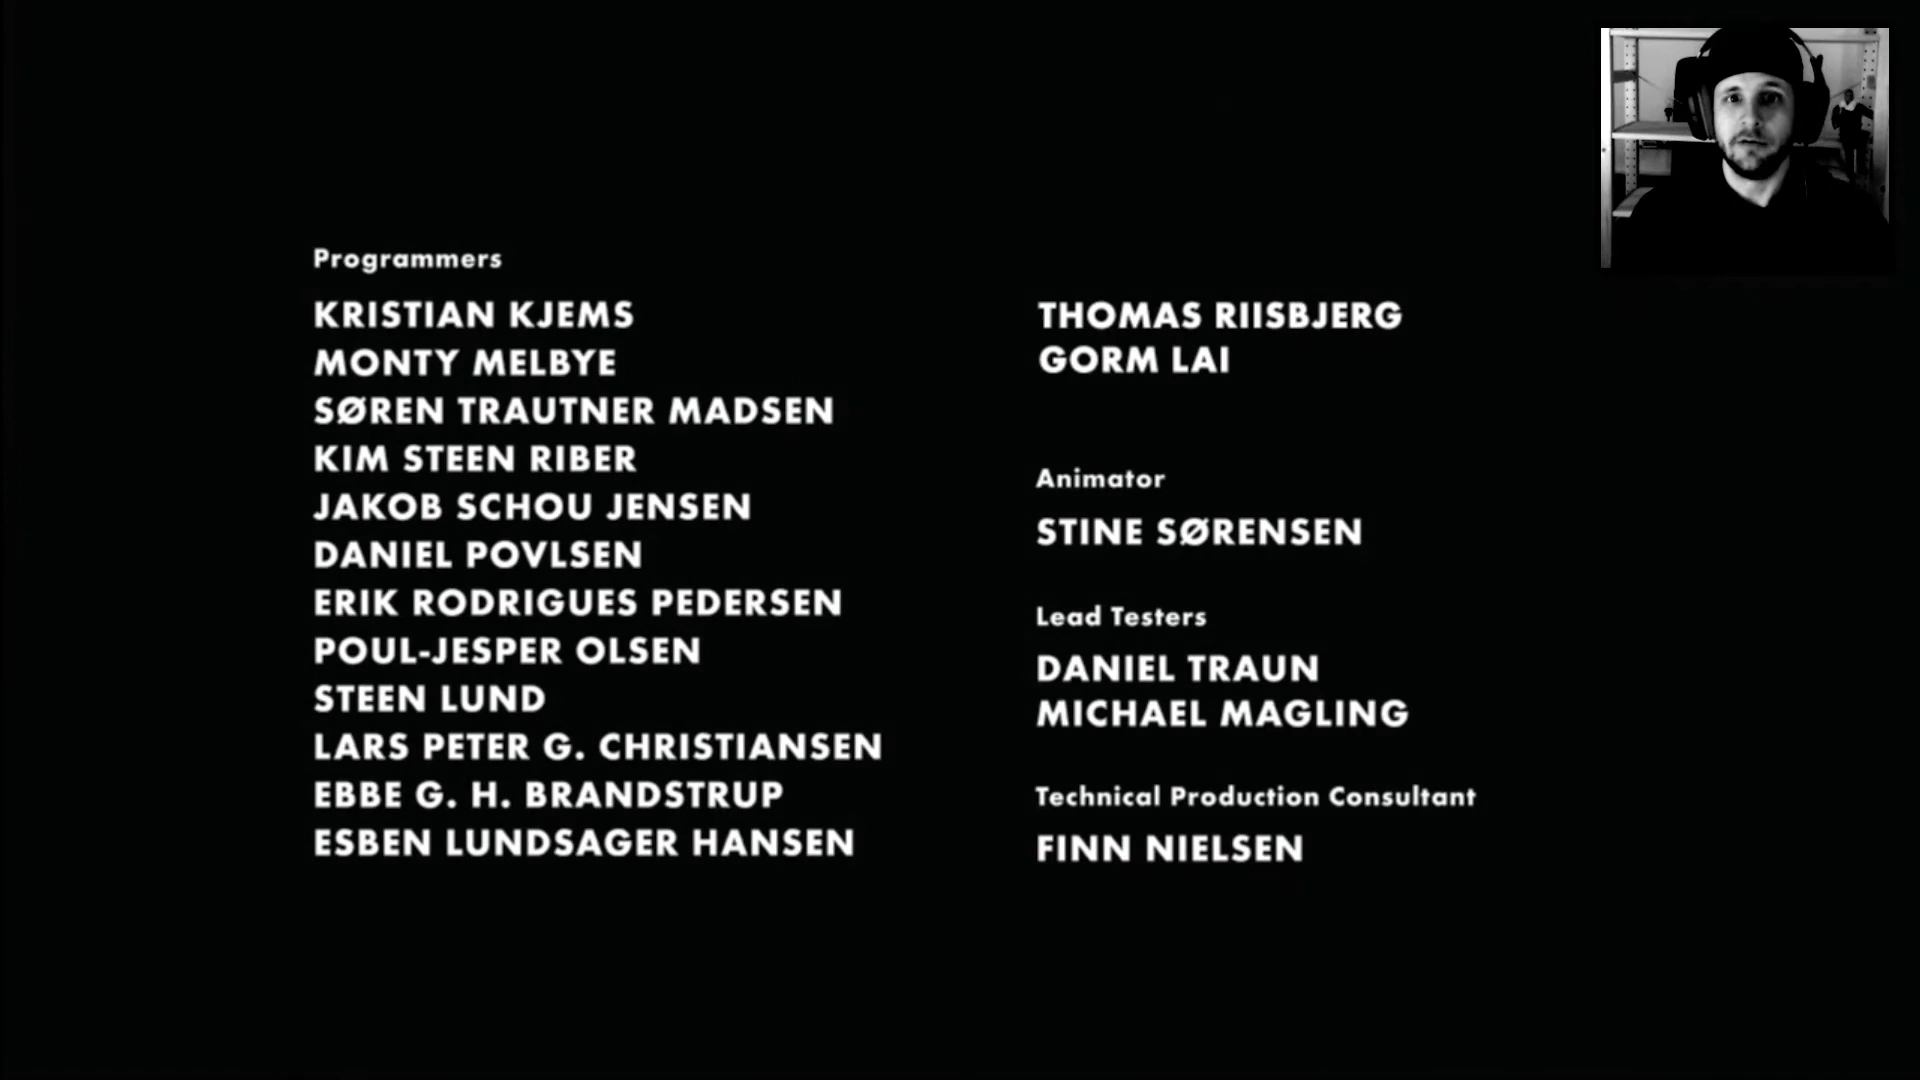 Programmers
KRISTIAN KJEMS
MONTY MELBYE
SØREN TRAUTNER MADSEN
KIM STEEN RIBER
JAKOB SCHOU JENSEN
DANIEL POVLSEN
ERIK RODRIGUES PEDERSEN
POUL-JESPER OLSEN
STEEN LUND
LARS PETER G. CHRISTIANSEN
EBBE G. H. BRANDSTRUP
ESBEN LUNDSAGER HANSEN
THOMAS RIISBJERG
GORM LAI
Animator
STINE SØRENSEN
Lead Testers
DANIEL TRAUN
MICHAEL MAGLING
Technical Production Consultant
FINN NIELSEN